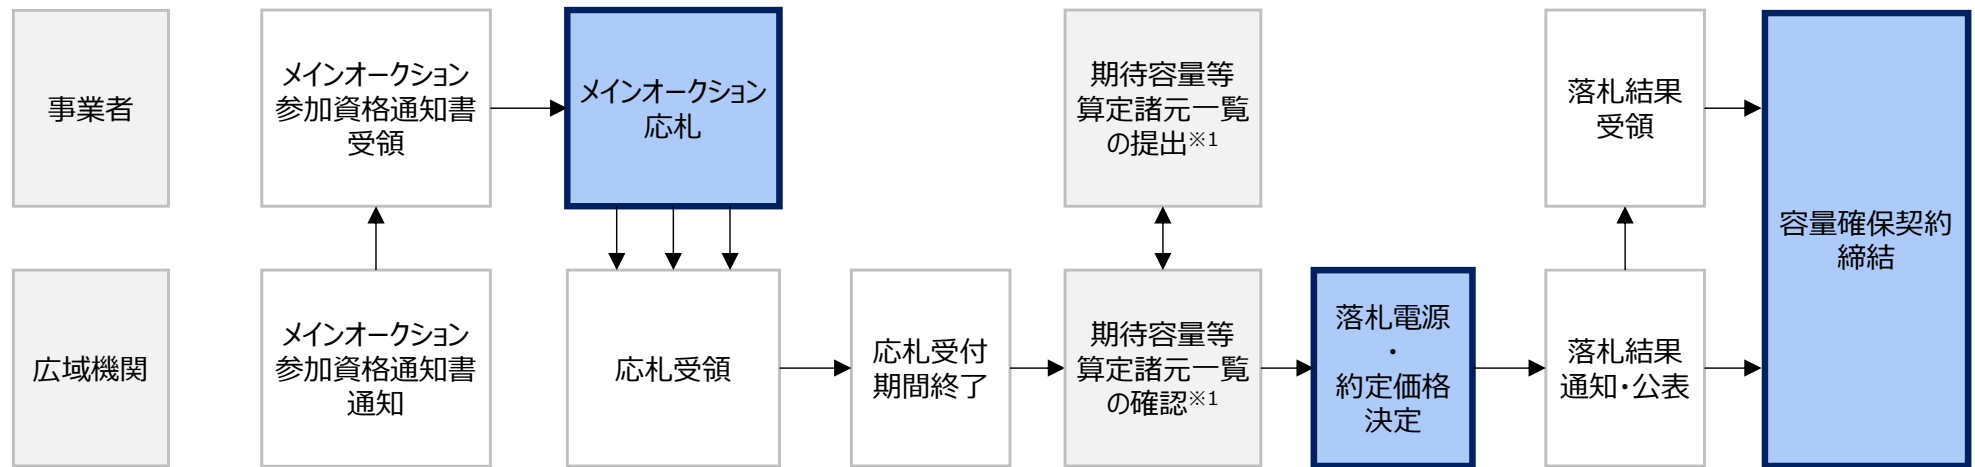 事業者
メインオークション
参加資格通知書
受領
メインオークション
応札
期待容量等
算定諸元一覧
の提出※1
落札結果
受領
容量確保契約
締結
広域機関
メインオークション
参加資格通知書
通知
応札受領
応札受付
期間終了
期待容量等
算定諸元一覧
の確認※1
落札電源
・
約定価格
決定
落札結果
通知・公表